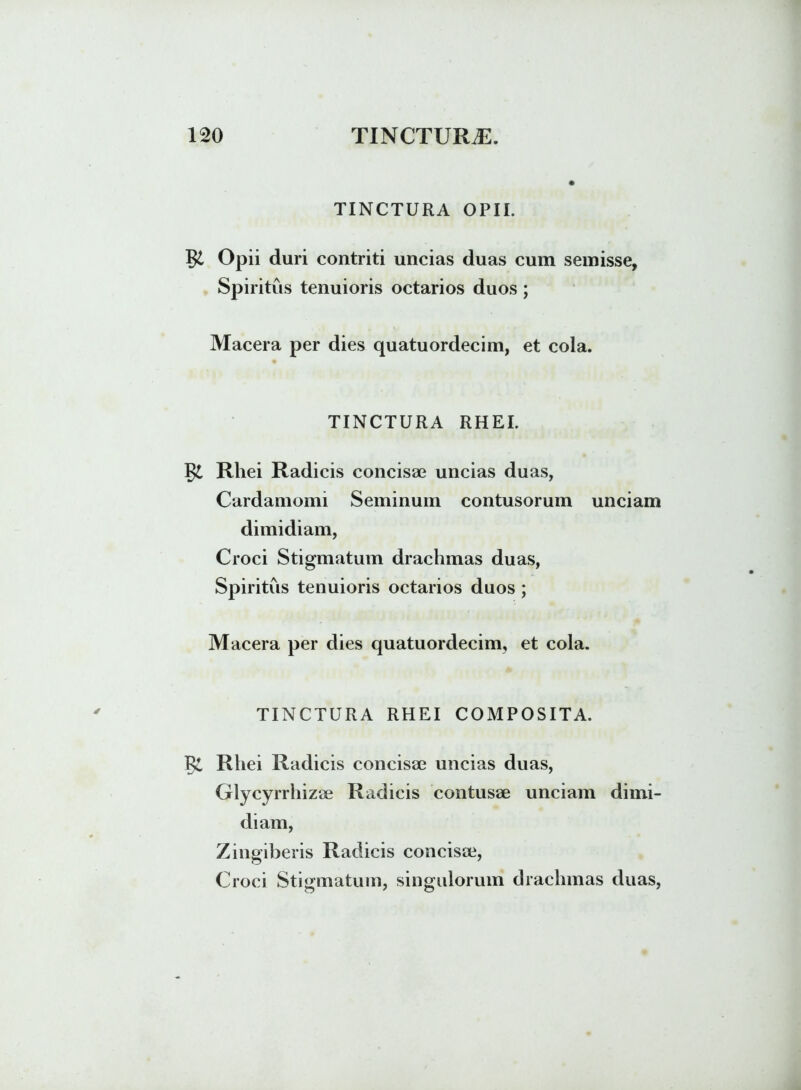 120 TINCTURÆ.
TINCTURA OPII.
℞ Opii duri contriti uncias duas cum semisse,
Spiritûs tenuioris octarios duos ;
Macera per dies quatuordecim, et cola.
TINCTURA RHEI.
℞ Rhei Radicis concisæ uncias duas,
Cardamomi Seminum contusorum unciam
dimidiam,
Croci Stigmatum drachmas duas,
Spiritûs tenuioris octarios duos ;
Macera per dies quatuordecim, et cola.
TINCTURA RHEI COMPOSITA.
℞ Rhei Radicis concisæ uncias duas,
Glycyrrhizæ Radicis contusæ unciam dimi-
diam,
Zingiberis Radicis concisæ,
Croci Stigmatum, singulorum drachmas duas,